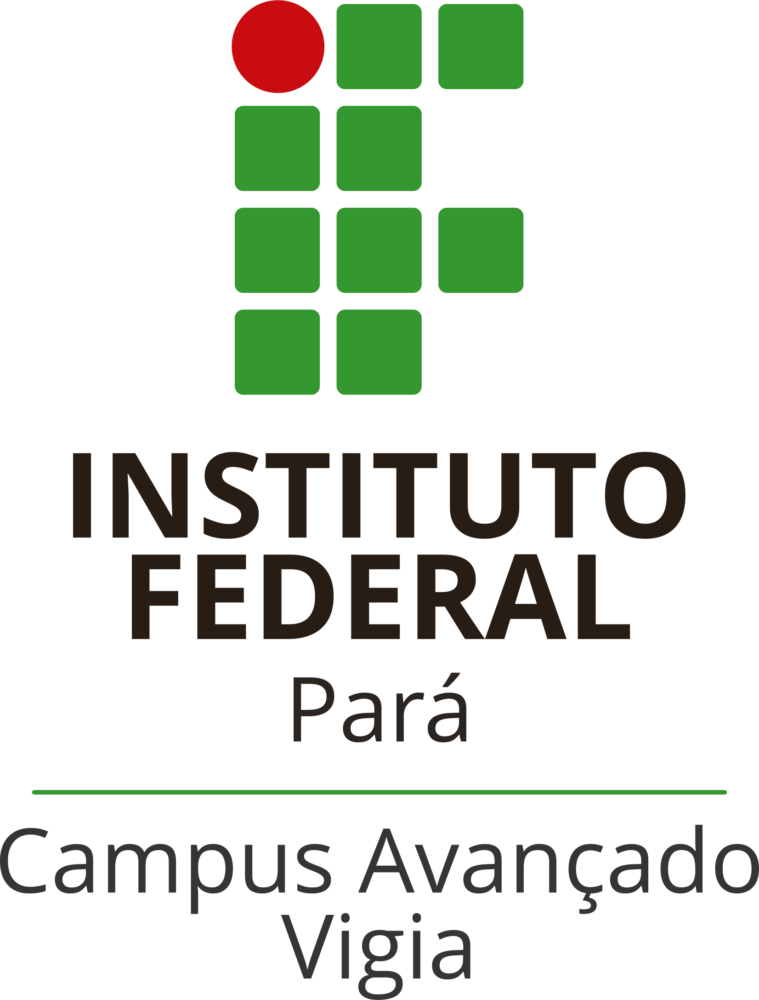 INSTITUTO
FEDERAL
Pará
Campus Avançado
Vigia